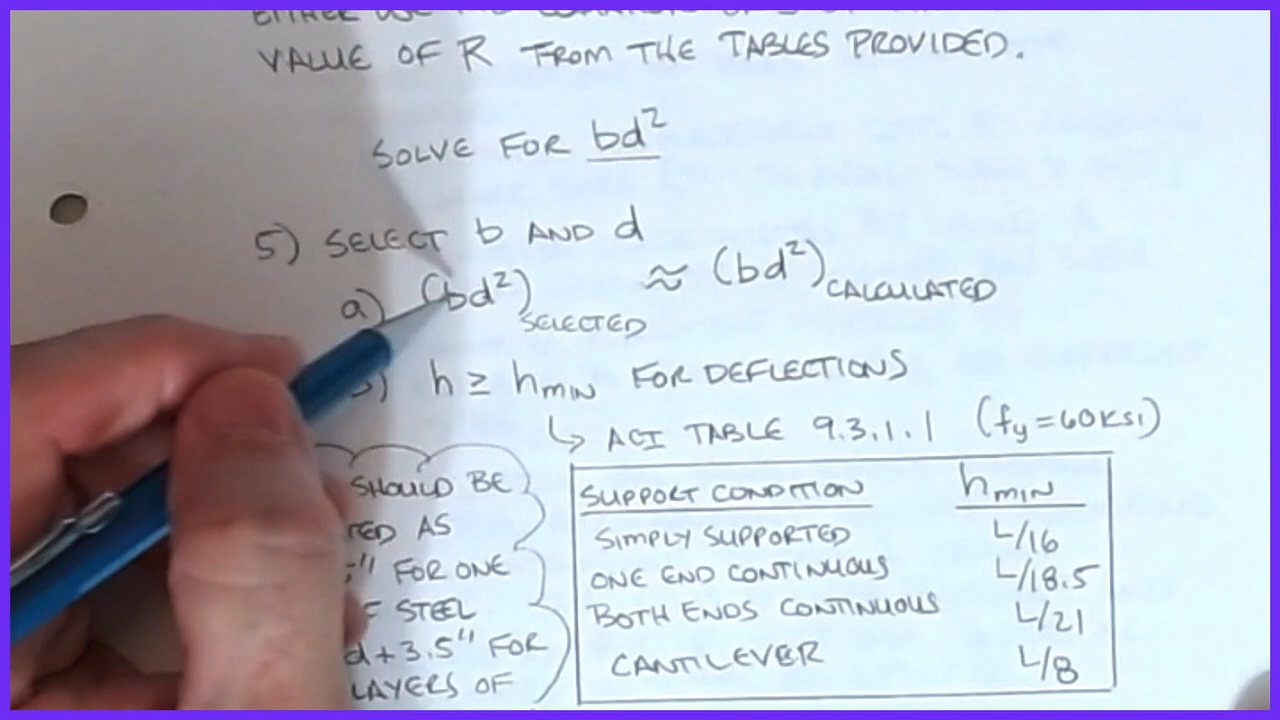 VALUE OF R FROM THE TABLES PROVIDED.
SOLVE FOR bd²
5) SELECT b AND d
a) (bd²)SELECTED ≈ (bd²)CALCULATED
h ≥ hMIN FOR DEFLECTIONS
↳ ACI TABLE 9.3.1.1 (fy = 60KSI)
SHOULD BE
AS
" FOR ONE
STEEL
d + 3.5" FOR
LAYERS OF
SUPPORT CONDITION hMIN
SIMPLY SUPPORTED L/16
ONE END CONTINUOUS L/18.5
BOTH ENDS CONTINUOUS L/21
CANTILEVER L/8